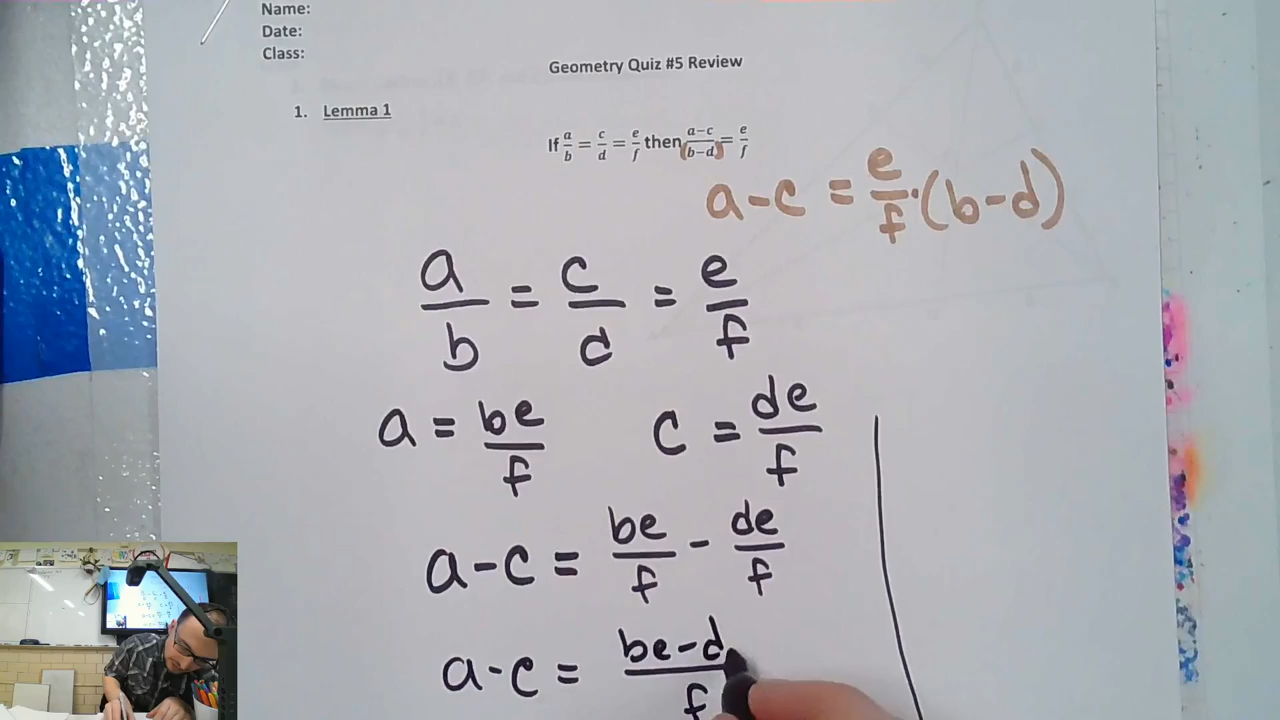 Name:
Date:
Class:
Geometry Quiz #5 Review
1. Lemma 1
If a/b = c/d = e/f then (a−c)/(b−d) = e/f
a-c = e/f·(b-d)
a/b = c/d = e/f
a = be/f c = de/f
a-c = be/f - de/f
a-c = be-d/f